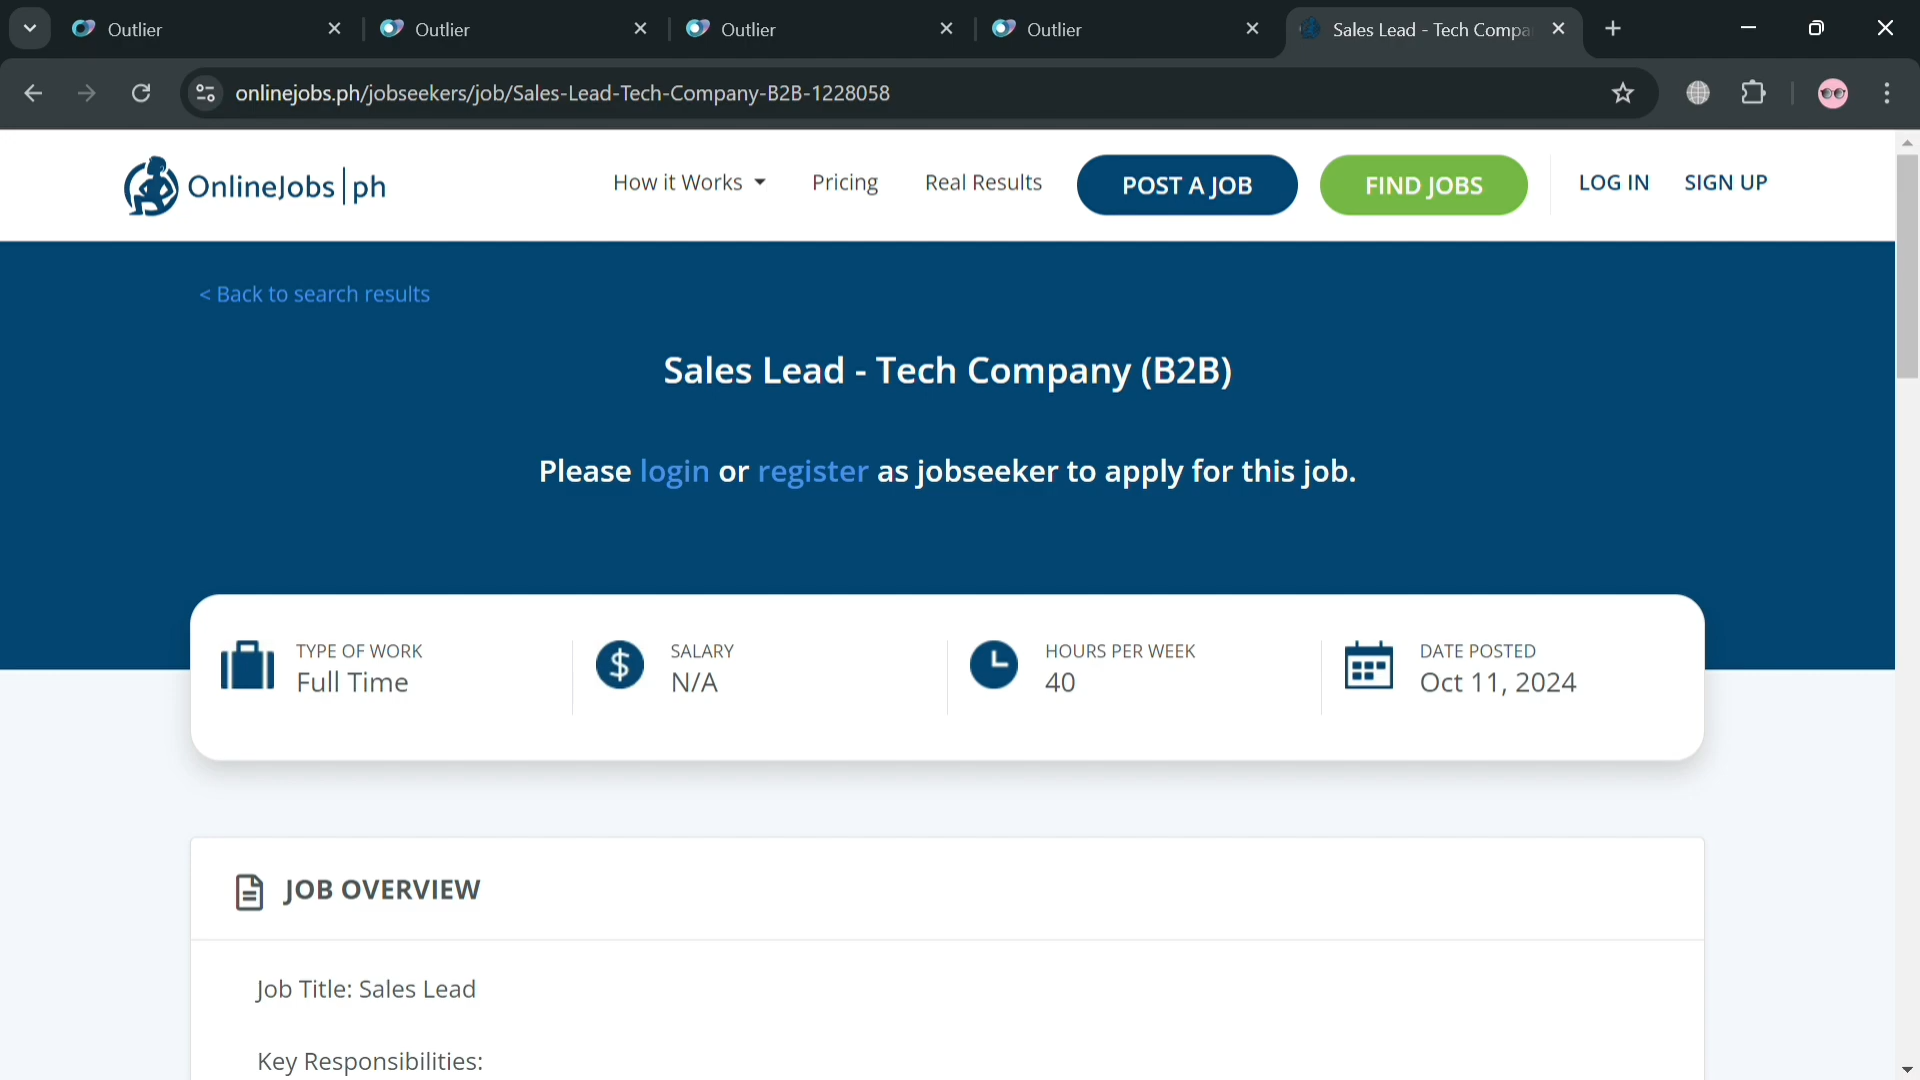 Outlier
Outlier
Outlier
Outlier
Sales Lead - Tech Compa
onlinejobs.ph/jobseekers/job/Sales-Lead-Tech-Company-B2B-1228058
OnlineJobs ph
How it Works
Pricing
Real Results
POST A JOB
FIND JOBS
LOG IN
SIGN UP
< Back to search results
Sales Lead - Tech Company (B2B)
Please login or register as jobseeker to apply for this job.
TYPE OF WORK
Full Time
SALARY
N/A
HOURS PER WEEK
40
DATE POSTED
Oct 11, 2024
JOB OVERVIEW
Job Title: Sales Lead
Key Responsibilities: